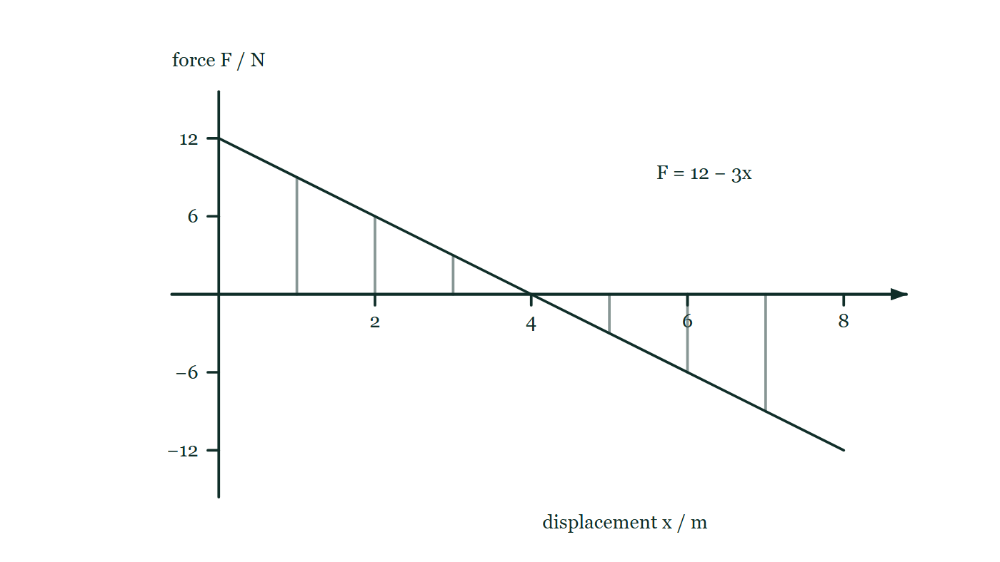 force F / N
12
F = 12 – 3x
6
2
4
6
8
–6
–12
displacement x / m